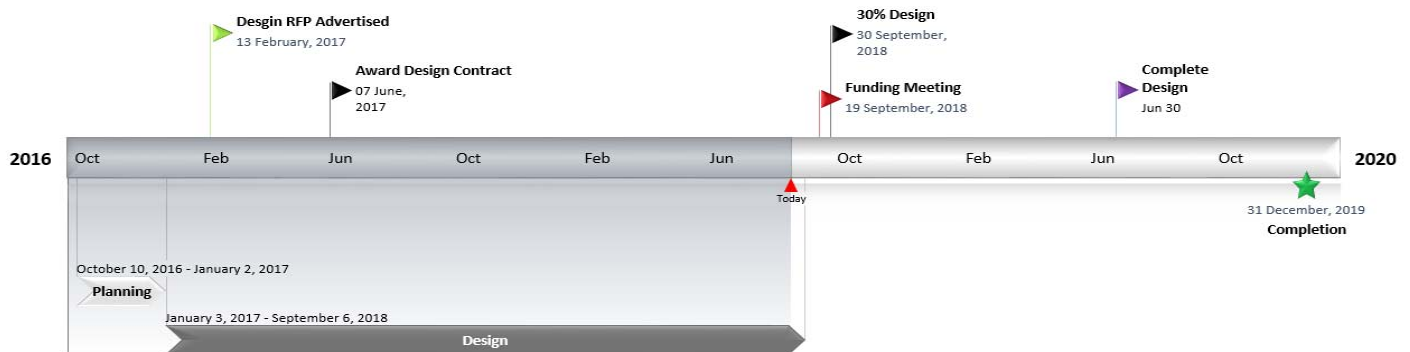 Desgin RFP Advertised
13 February, 2017
Award Design Contract
07 June,
2017
30% Design
30 September,
2018
Funding Meeting
19 September, 2018
Complete
Design
Jun 30
2016 Oct Feb Jun Oct Feb Jun Oct Feb Jun Oct 2020
Today
31 December, 2019
Completion
October 10, 2016 - January 2, 2017
Planning
January 3, 2017 - September 6, 2018
Design